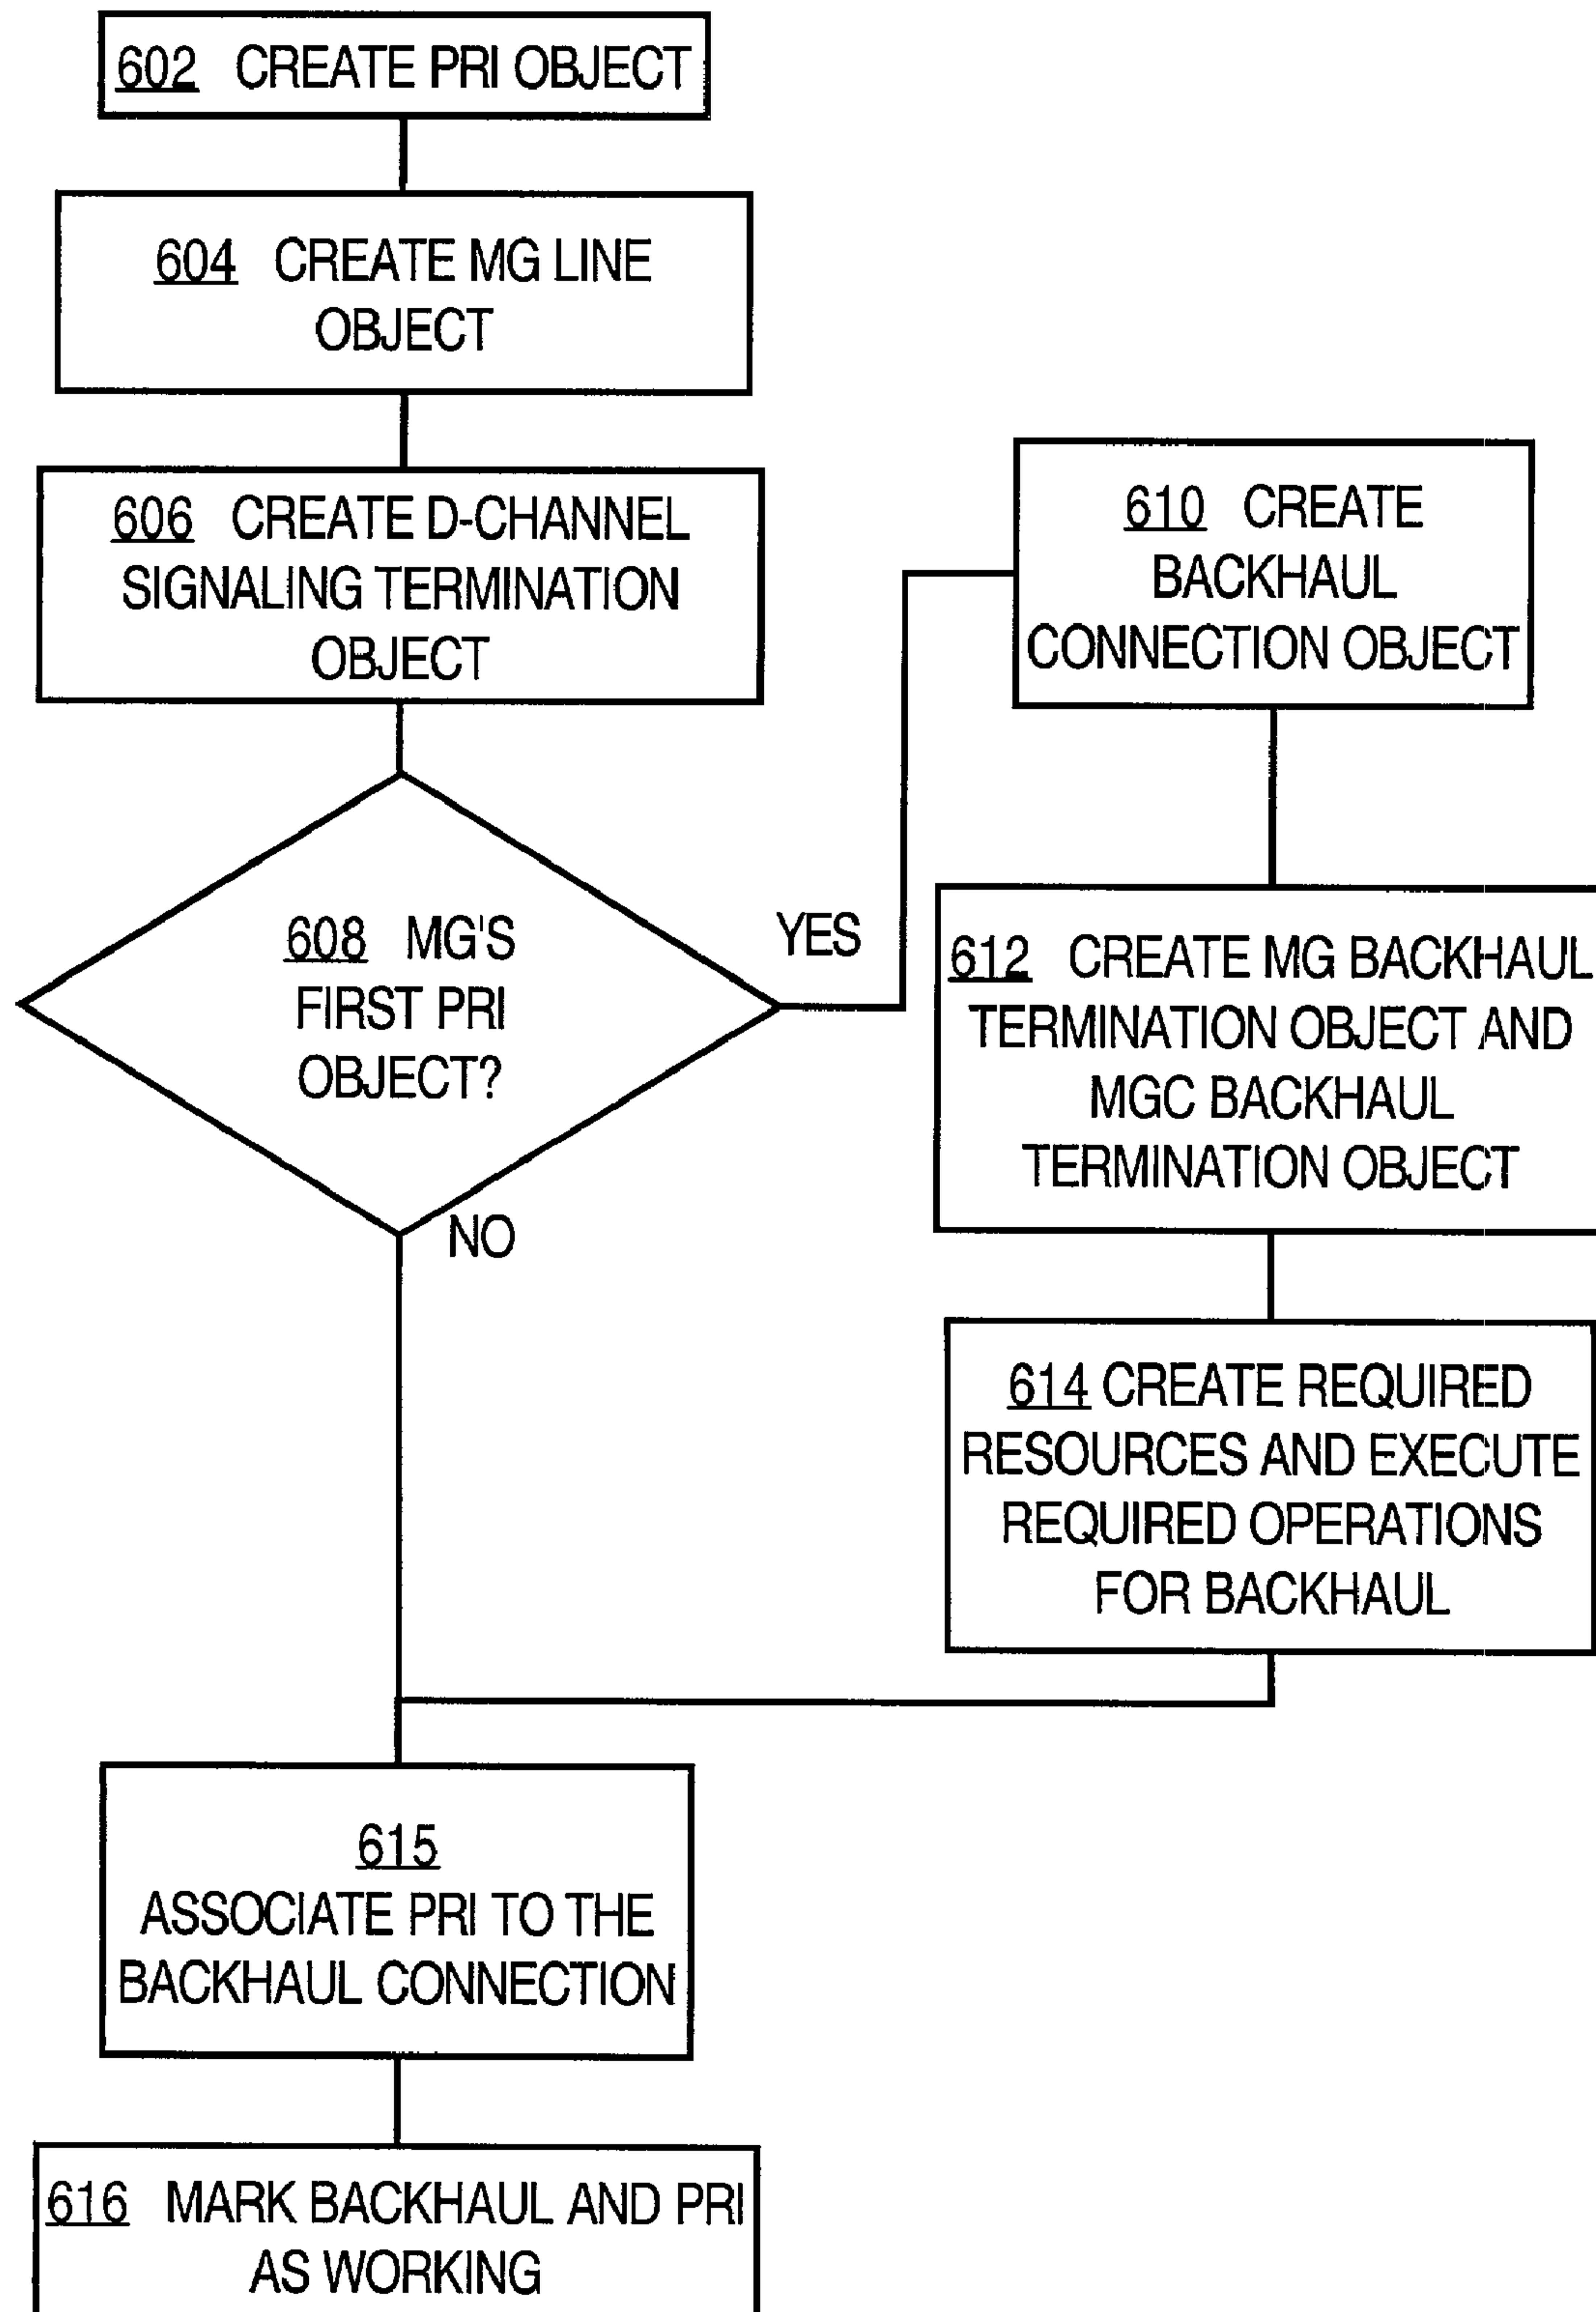 602 CREATE PRI OBJECT
604 CREATE MG LINE
OBJECT
606 CREATE D-CHANNEL
SIGNALING TERMINATION
OBJECT
608 MG'S
FIRST PRI
OBJECT?
YES
NO
610 CREATE
BACKHAUL
CONNECTION OBJECT
612 CREATE MG BACKHAUL
TERMINATION OBJECT AND
MGC BACKHAUL
TERMINATION OBJECT
614 CREATE REQUIRED
RESOURCES AND EXECUTE
REQUIRED OPERATIONS
FOR BACKHAUL
615
ASSOCIATE PRI TO THE
BACKHAUL CONNECTION
616 MARK BACKHAUL AND PRI
AS WORKING